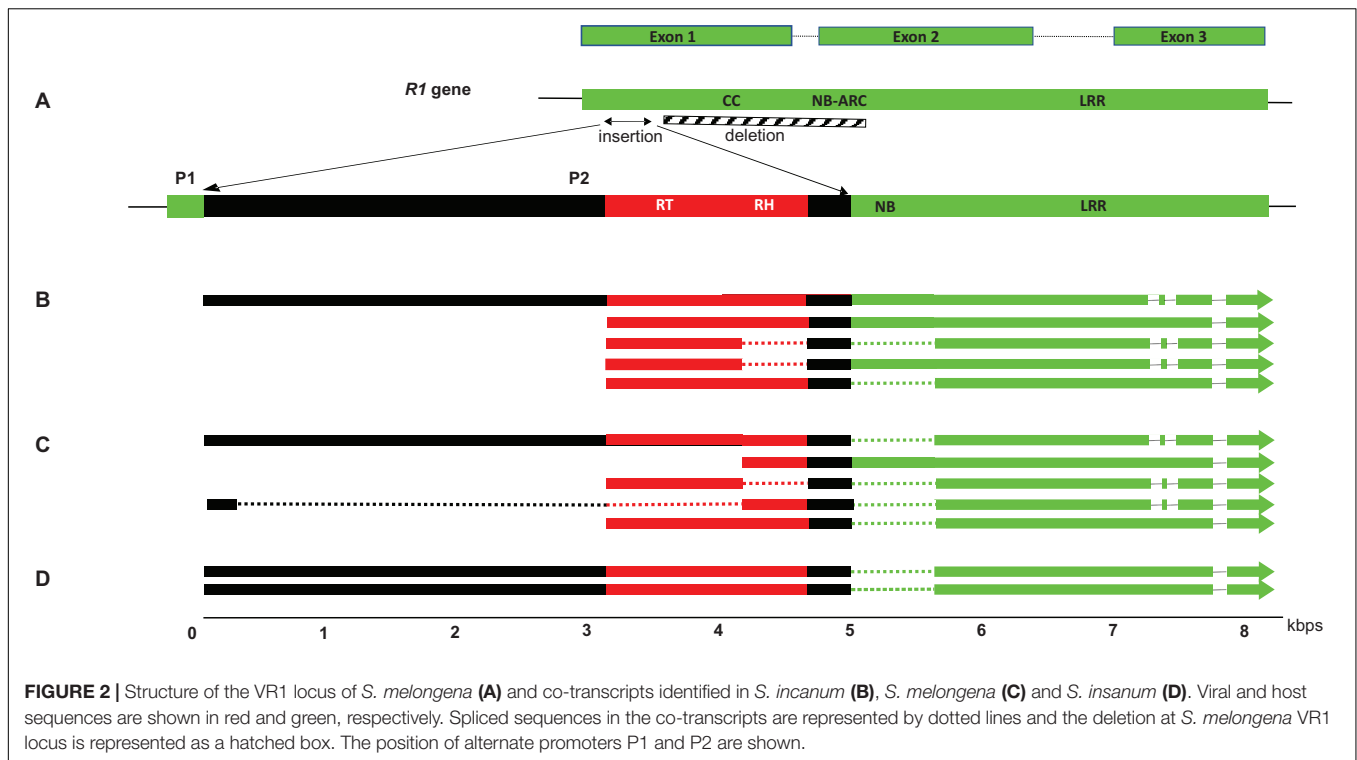 Exon 1 Exon 2 Exon 3
R1 gene
A
CC NB-ARC LRR
insertion deletion
P1 P2
RT RH NB LRR
B
C
D
0 1 2 3 4 5 6 7 8 kbps
FIGURE 2 | Structure of the VR1 locus of S. melongena (A) and co-transcripts identified in S. incanum (B), S. melongena (C) and S. insanum (D). Viral and host
sequences are shown in red and green, respectively. Spliced sequences in the co-transcripts are represented by dotted lines and the deletion at S. melongena VR1
locus is represented as a hatched box. The position of alternate promoters P1 and P2 are shown.